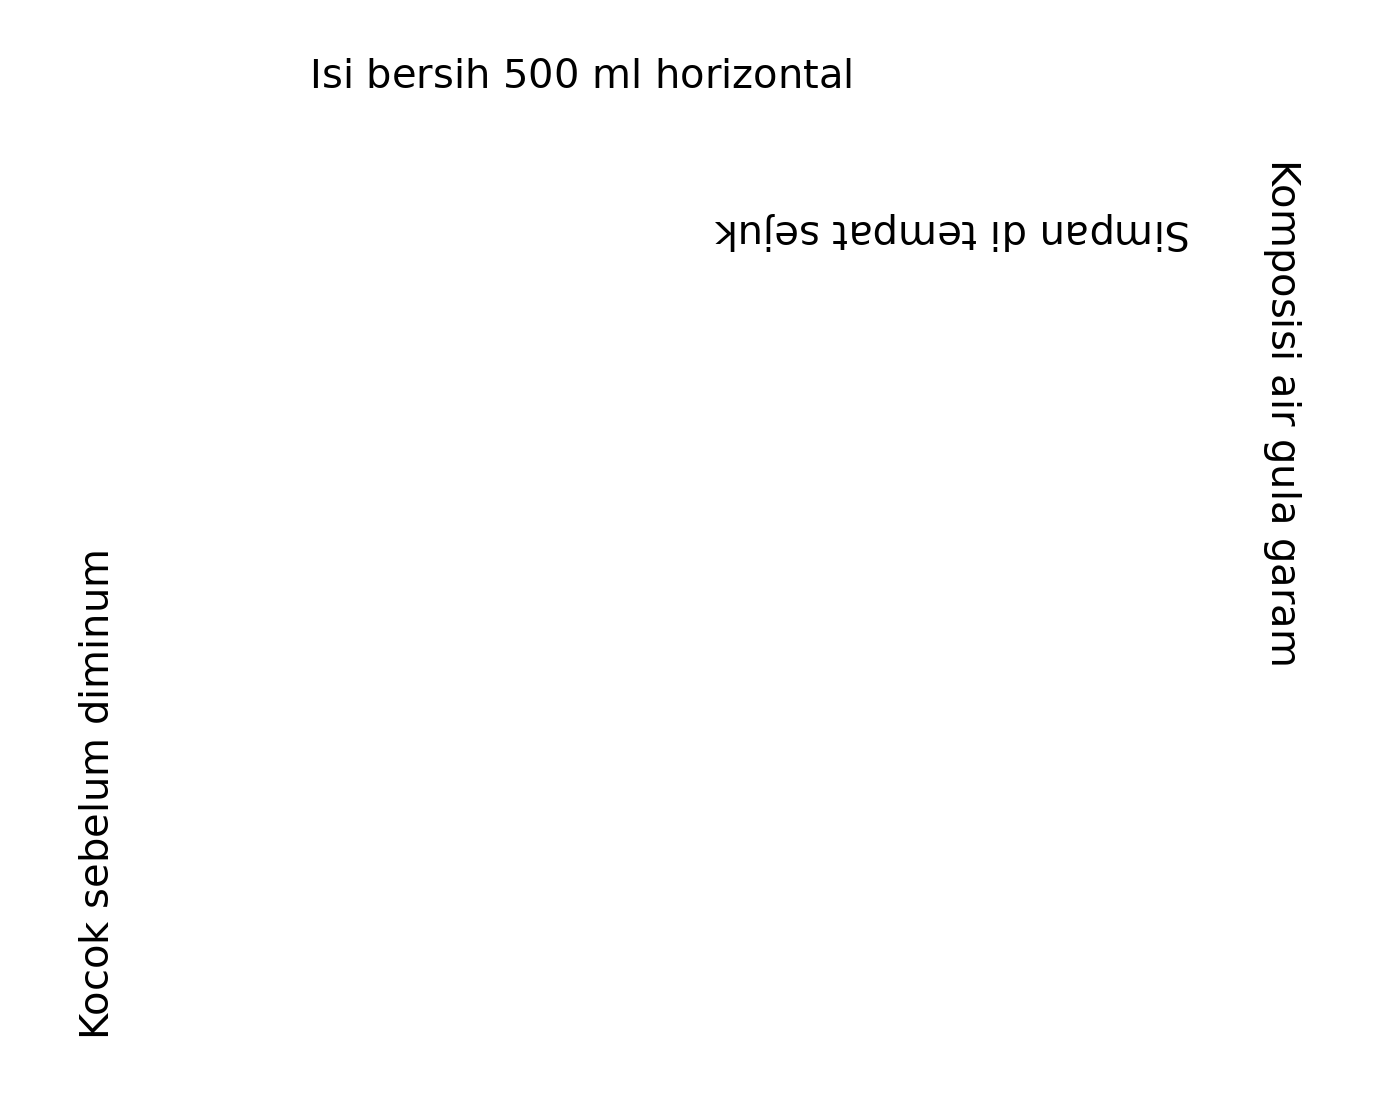 Isi bersih 500 ml horizontal
Simpan di tempat sejuk
Komposisi air gula garam
Kocok sebelum diminum